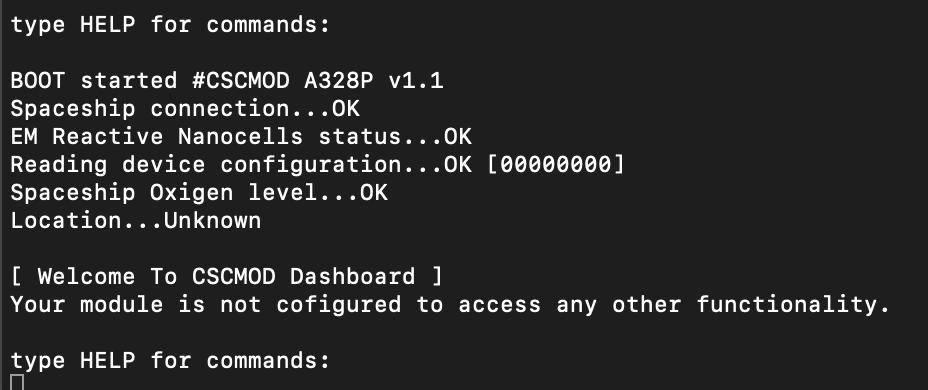 type HELP for commands:
BOOT started #CSCMOD A328P v1.1
Spaceship connection...OK
EM Reactive Nanocells status...OK
Reading device configuration...OK [00000000]
Spaceship Oxigen level...OK
Location...Unknown
[ Welcome To CSCMOD Dashboard ]
Your module is not cofigured to access any other functionality.
type HELP for commands: